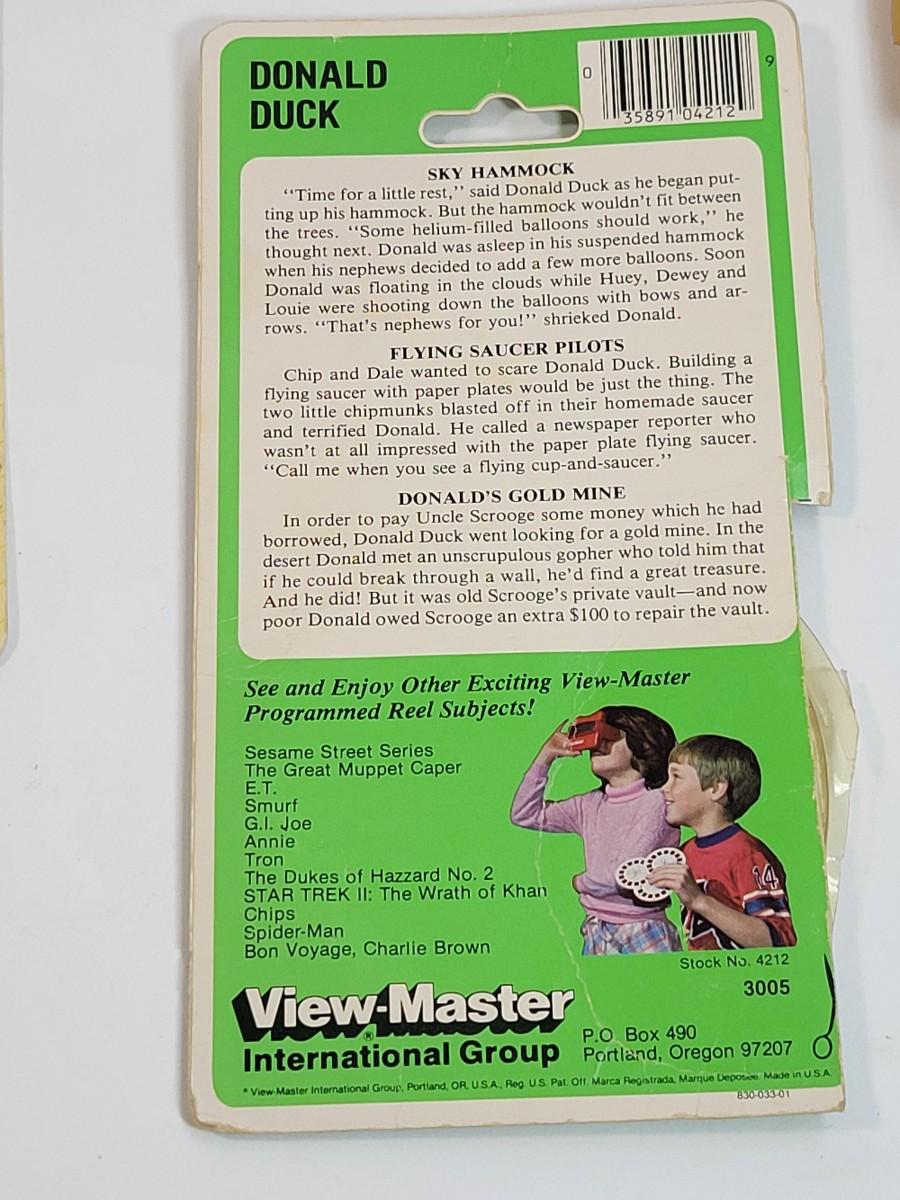 DONALD
DUCK
0
35891 04212
9
SKY HAMMOCK
“Time for a little rest,” said Donald Duck as he began put-
ting up his hammock. But the hammock wouldn’t fit between
the trees. “Some helium-filled balloons should work,” he
thought next. Donald was asleep in his suspended hammock
when his nephews decided to add a few more balloons. Soon
Donald was floating in the clouds while Huey, Dewey and
Louie were shooting down the balloons with bows and ar-
rows. “That’s nephews for you!” shrieked Donald.
FLYING SAUCER PILOTS
Chip and Dale wanted to scare Donald Duck. Building a
flying saucer with paper plates would be just the thing. The
two little chipmunks blasted off in their homemade saucer
and terrified Donald. He called a newspaper reporter who
wasn’t at all impressed with the paper plate flying saucer.
“Call me when you see a flying cup-and-saucer.”
DONALD’S GOLD MINE
In order to pay Uncle Scrooge some money which he had
borrowed, Donald Duck went looking for a gold mine. In the
desert Donald met an unscrupulous gopher who told him that
if he could break through a wall, he’d find a great treasure.
And he did! But it was old Scrooge’s private vault—and now
poor Donald owed Scrooge an extra $100 to repair the vault.
See and Enjoy Other Exciting View-Master
Programmed Reel Subjects!
Sesame Street Series
The Great Muppet Caper
E.T.
Smurf
G.I. Joe
Annie
Tron
The Dukes of Hazzard No. 2
STAR TREK II: The Wrath of Khan
Chips
Spider-Man
Bon Voyage, Charlie Brown
14
Stock No. 4212
3005
View-Master®
International Group
P.O. Box 490
Portland, Oregon 97207
* View-Master International Group, Portland, OR, U.S.A., Reg. U.S. Pat. Off. Marca Registrada, Marque Deposee. Made in U.S.A.
830-033-01